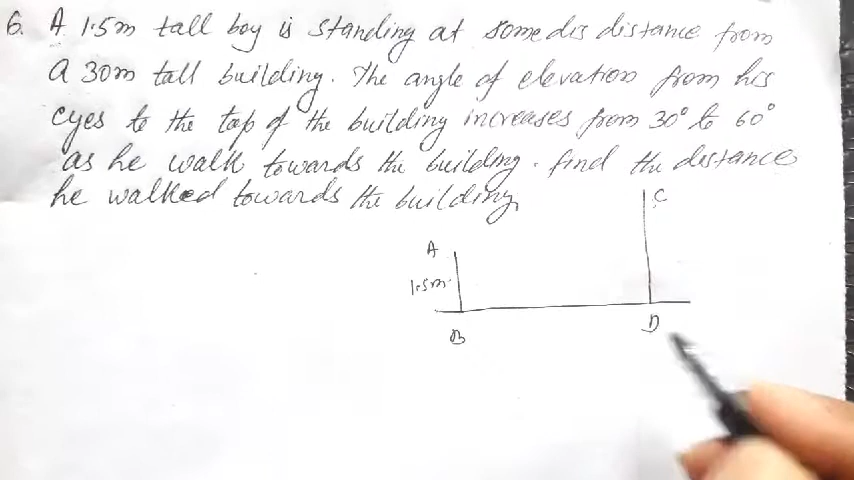 6. A 1.5m tall boy is standing at some dis distance from
a 30m tall building. The angle of elevation from his
eyes to the top of the building increases from 30° to 60°
as he walk towards the building. find the distance
he walked towards the building.
C
A
1.5m
B
D